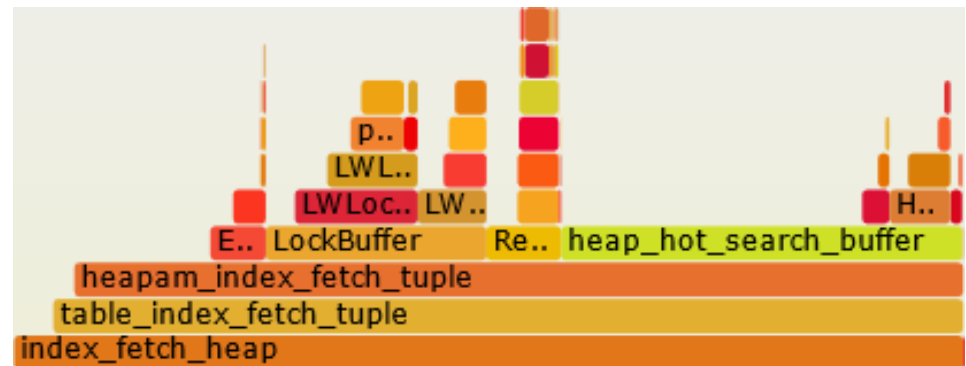 p..
LWL..
LWLoc.. LW.. H..
E.. LockBuffer Re.. heap_hot_search_buffer
heapam_index_fetch_tuple
table_index_fetch_tuple
index_fetch_heap